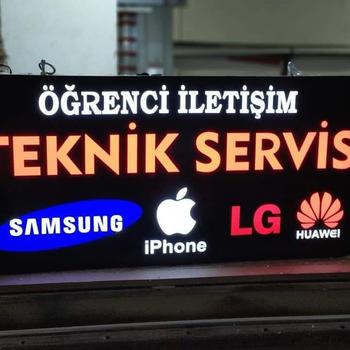 ÖĞRENCİ İLETİŞİM
TEKNİK SERVİS
SAMSUNG
iPhone
LG
HUAWEI